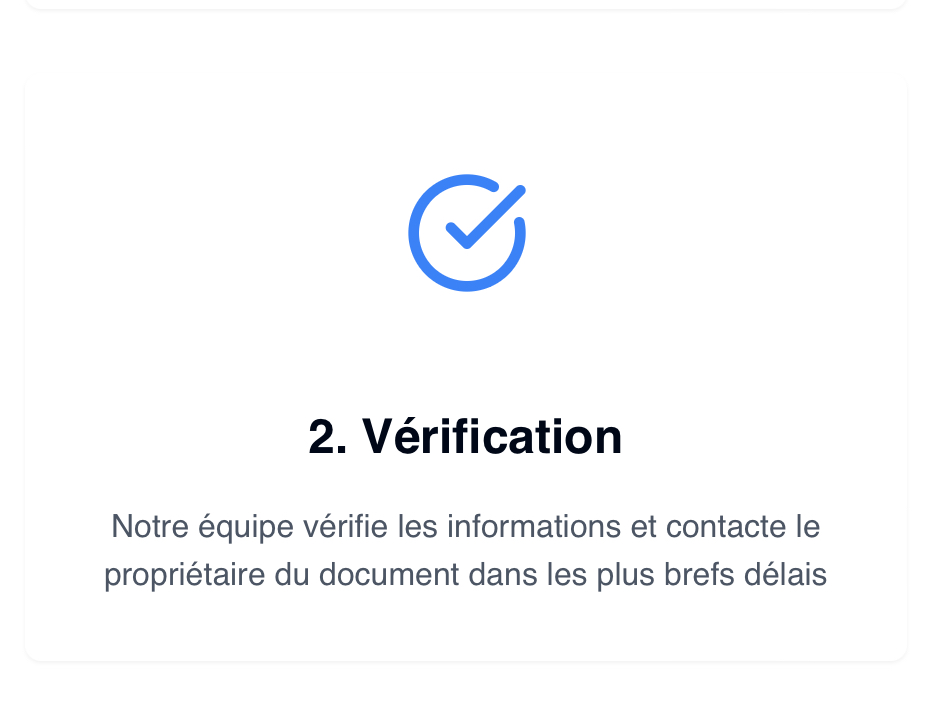 2. Vérification
Notre équipe vérifie les informations et contacte le
propriétaire du document dans les plus brefs délais